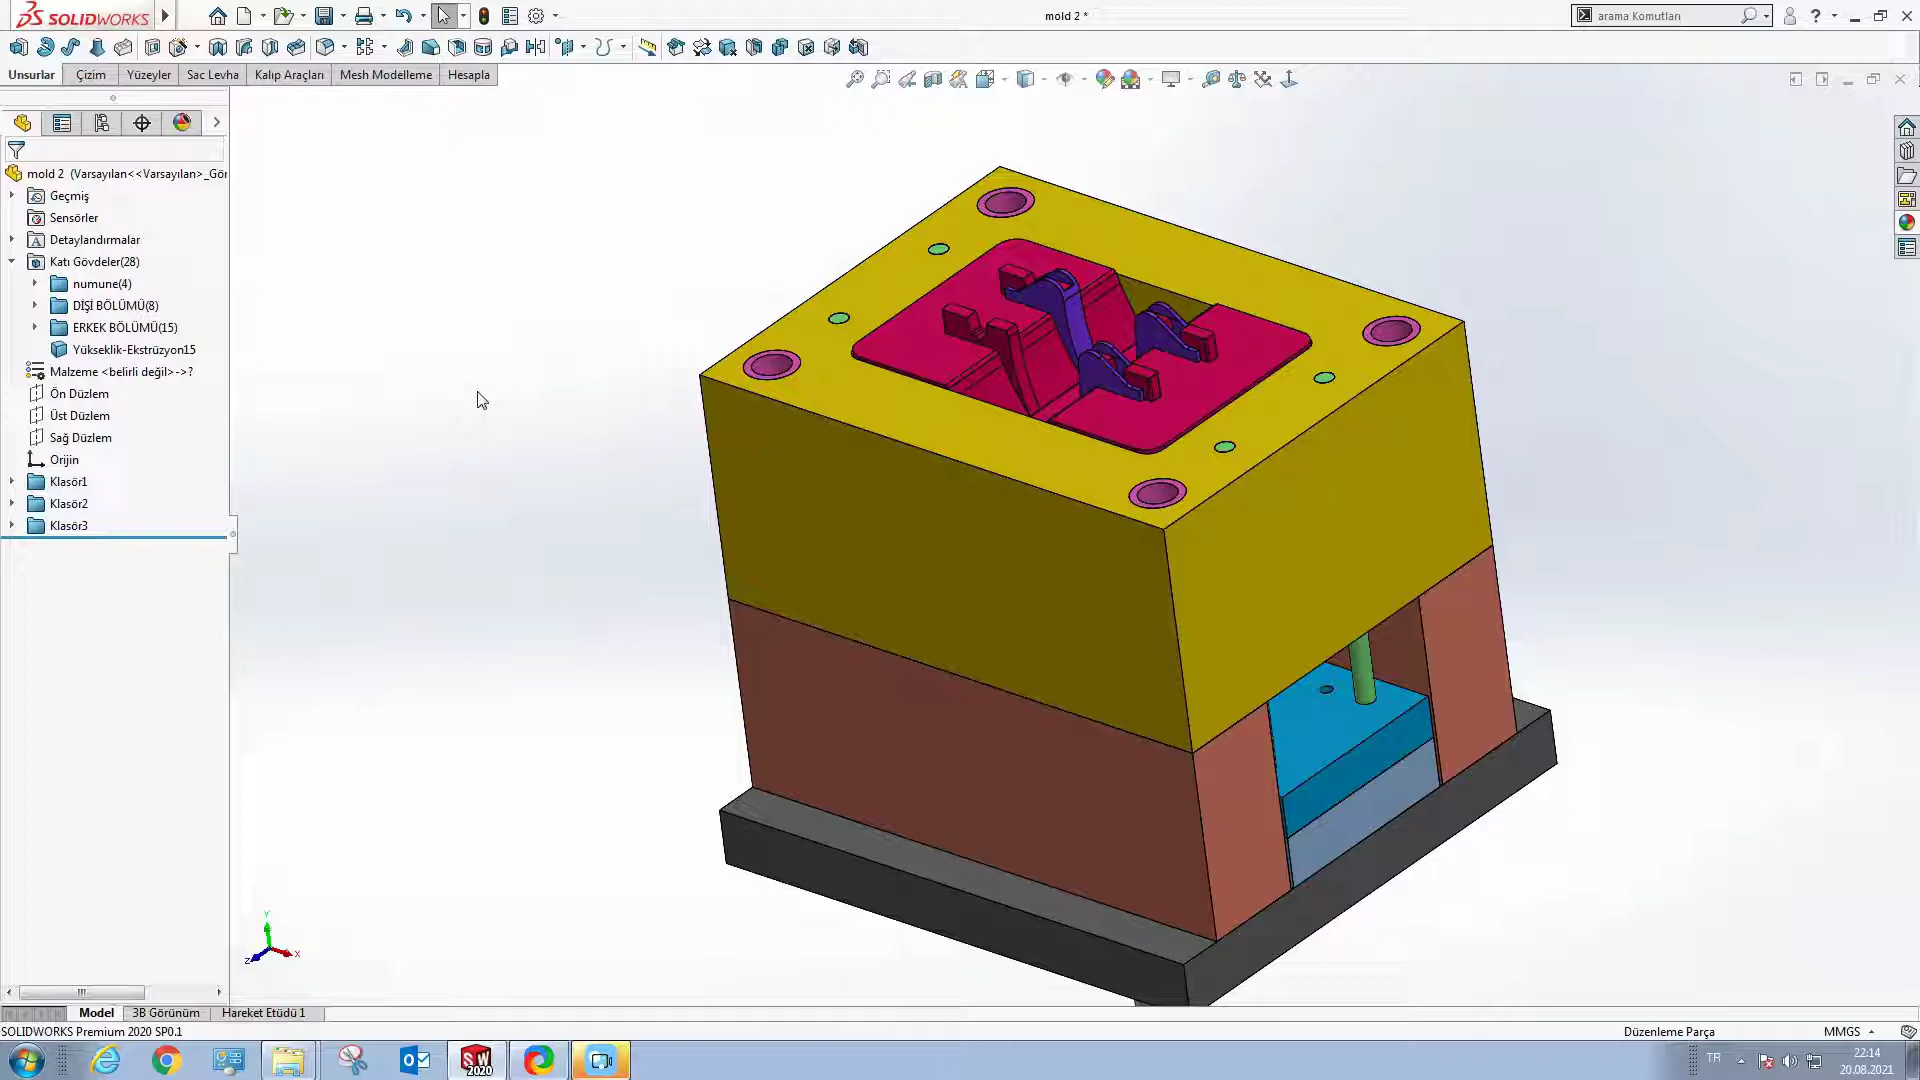 SOLIDWORKS
mold 2 *
arama Komutları
Unsurlar
Çizim
Yüzeyler
Sac Levha
Kalıp Araçları
Mesh Modelleme
Hesapla
mold 2 (Varsayılan<<Varsayılan>_Gör
Geçmiş
Sensörler
Detaylandırmalar
Katı Gövdeler(28)
numune(4)
DİŞİ BÖLÜMÜ(8)
ERKEK BÖLÜMÜ(15)
Yükseklik-Ekstrüzyon15
Malzeme <belirli değil>->?
Ön Düzlem
Üst Düzlem
Sağ Düzlem
Orijin
Klasör1
Klasör2
Klasör3
Y
X
Z
Model
3B Görünüm
Hareket Etüdü 1
SOLIDWORKS Premium 2020 SP0.1
Düzenleme Parça
MMGS
SW
2020
TR
22:14
20.08.2021